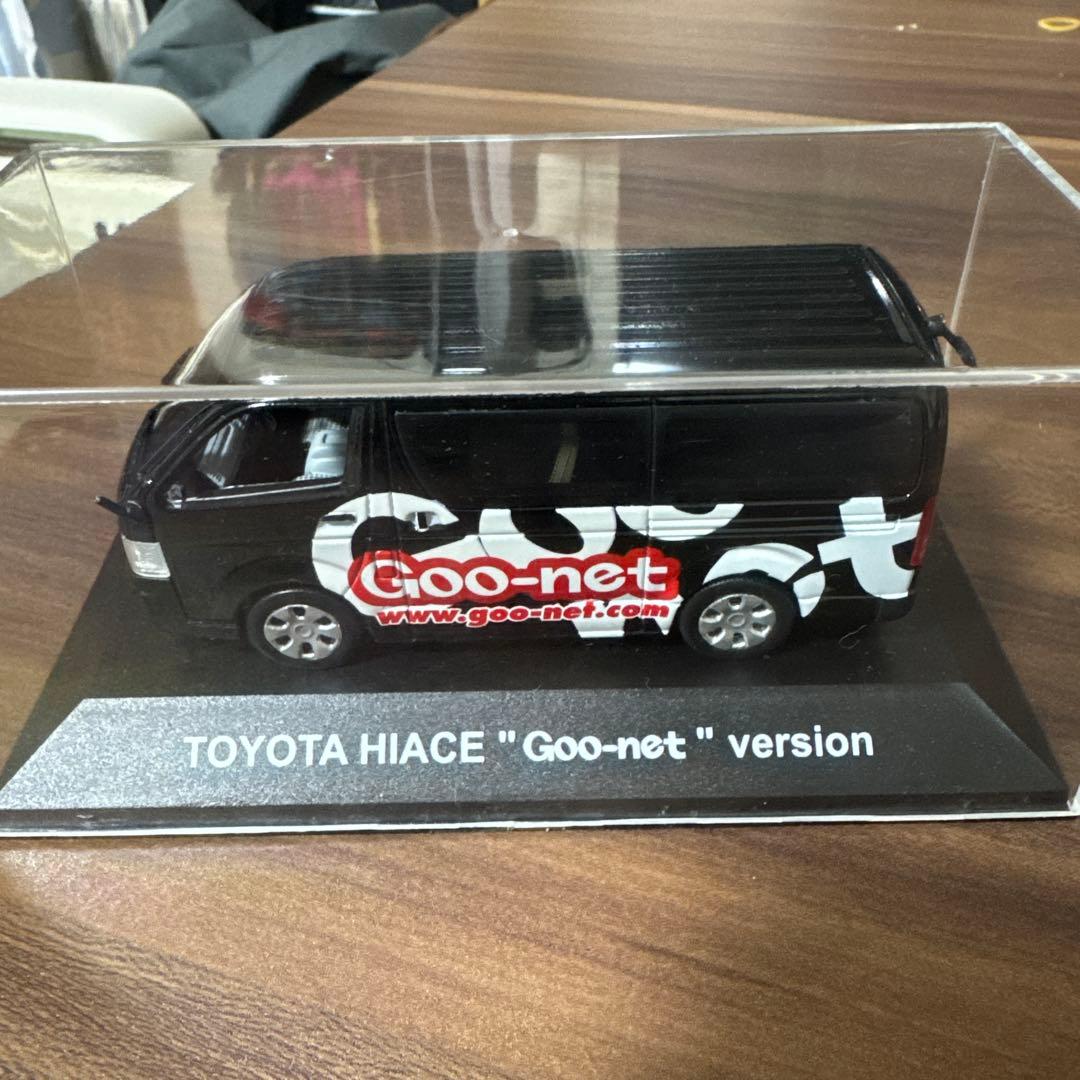 Goo-net
www.goo-net.com
TOYOTA HIACE "Goo-net" version